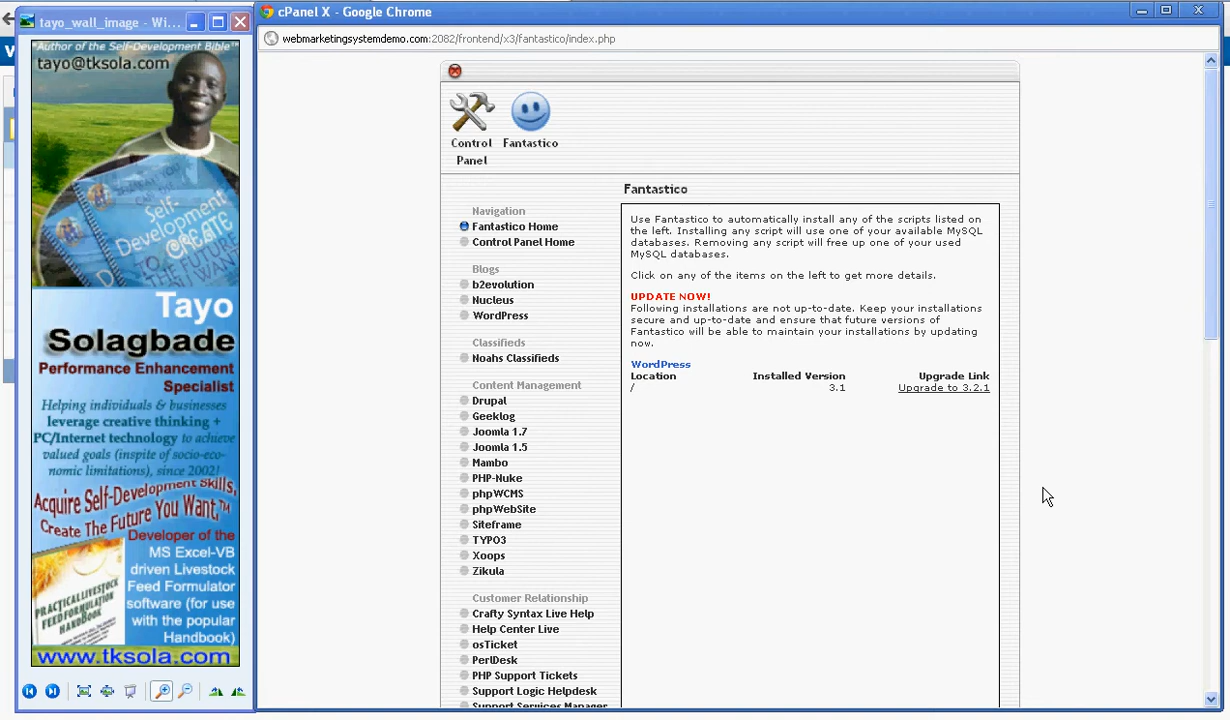 tayo_wall_image - Wi...
"Author of the Self-Development Bible"
tayo@tksola.com
Self-
Development
CREATE
Tayo
Solagbade
Performance Enhancement
Specialist
Helping individuals & businesses
leverage creative thinking +
PC/Internet technology to achieve
valued goals (inspite of socio-eco-
nomic limitations), since 2002!
Acquire Self-Development Skills,
Create The Future You Want,™
Developer of the
MS Excel-VB
driven Livestock
Feed Formulator
software (for use
with the popular
Handbook)
PRACTICAL LIVESTOCK
FEED FORMULATION
HANDBOOK
www.tksola.com
cPanel X - Google Chrome
webmarketingsystemdemo.com:2082/frontend/x3/fantastico/index.php
Control
Panel
Fantastico
Navigation
Fantastico Home
Control Panel Home
Blogs
b2evolution
Nucleus
WordPress
Classifieds
Noahs Classifieds
Content Management
Drupal
Geeklog
Joomla 1.7
Joomla 1.5
Mambo
PHP-Nuke
phpWCMS
phpWebSite
Siteframe
TYPO3
Xoops
Zikula
Customer Relationship
Crafty Syntax Live Help
Help Center Live
osTicket
PerlDesk
PHP Support Tickets
Support Logic Helpdesk
Support Services Manager
Fantastico
Use Fantastico to automatically install any of the scripts listed on
the left. Installing any script will use one of your available MySQL
databases. Removing any script will free up one of your used
MySQL databases.
Click on any of the items on the left to get more details.
UPDATE NOW!
Following installations are not up-to-date. Keep your installations
secure and up-to-date and ensure that future versions of
Fantastico will be able to maintain your installations by updating
now.
WordPress
Location Installed Version Upgrade Link
/ 3.1 Upgrade to 3.2.1